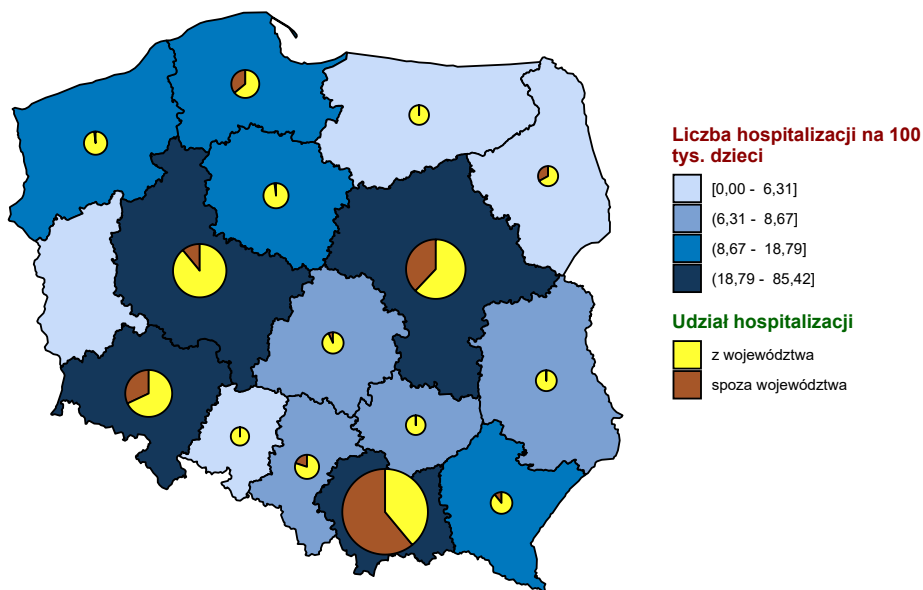 Liczba hospitalizacji na 100
tys. dzieci
[0,00 - 6,31]
(6,31 - 8,67]
(8,67 - 18,79]
(18,79 - 85,42]
Udział hospitalizacji
z województwa
spoza województwa